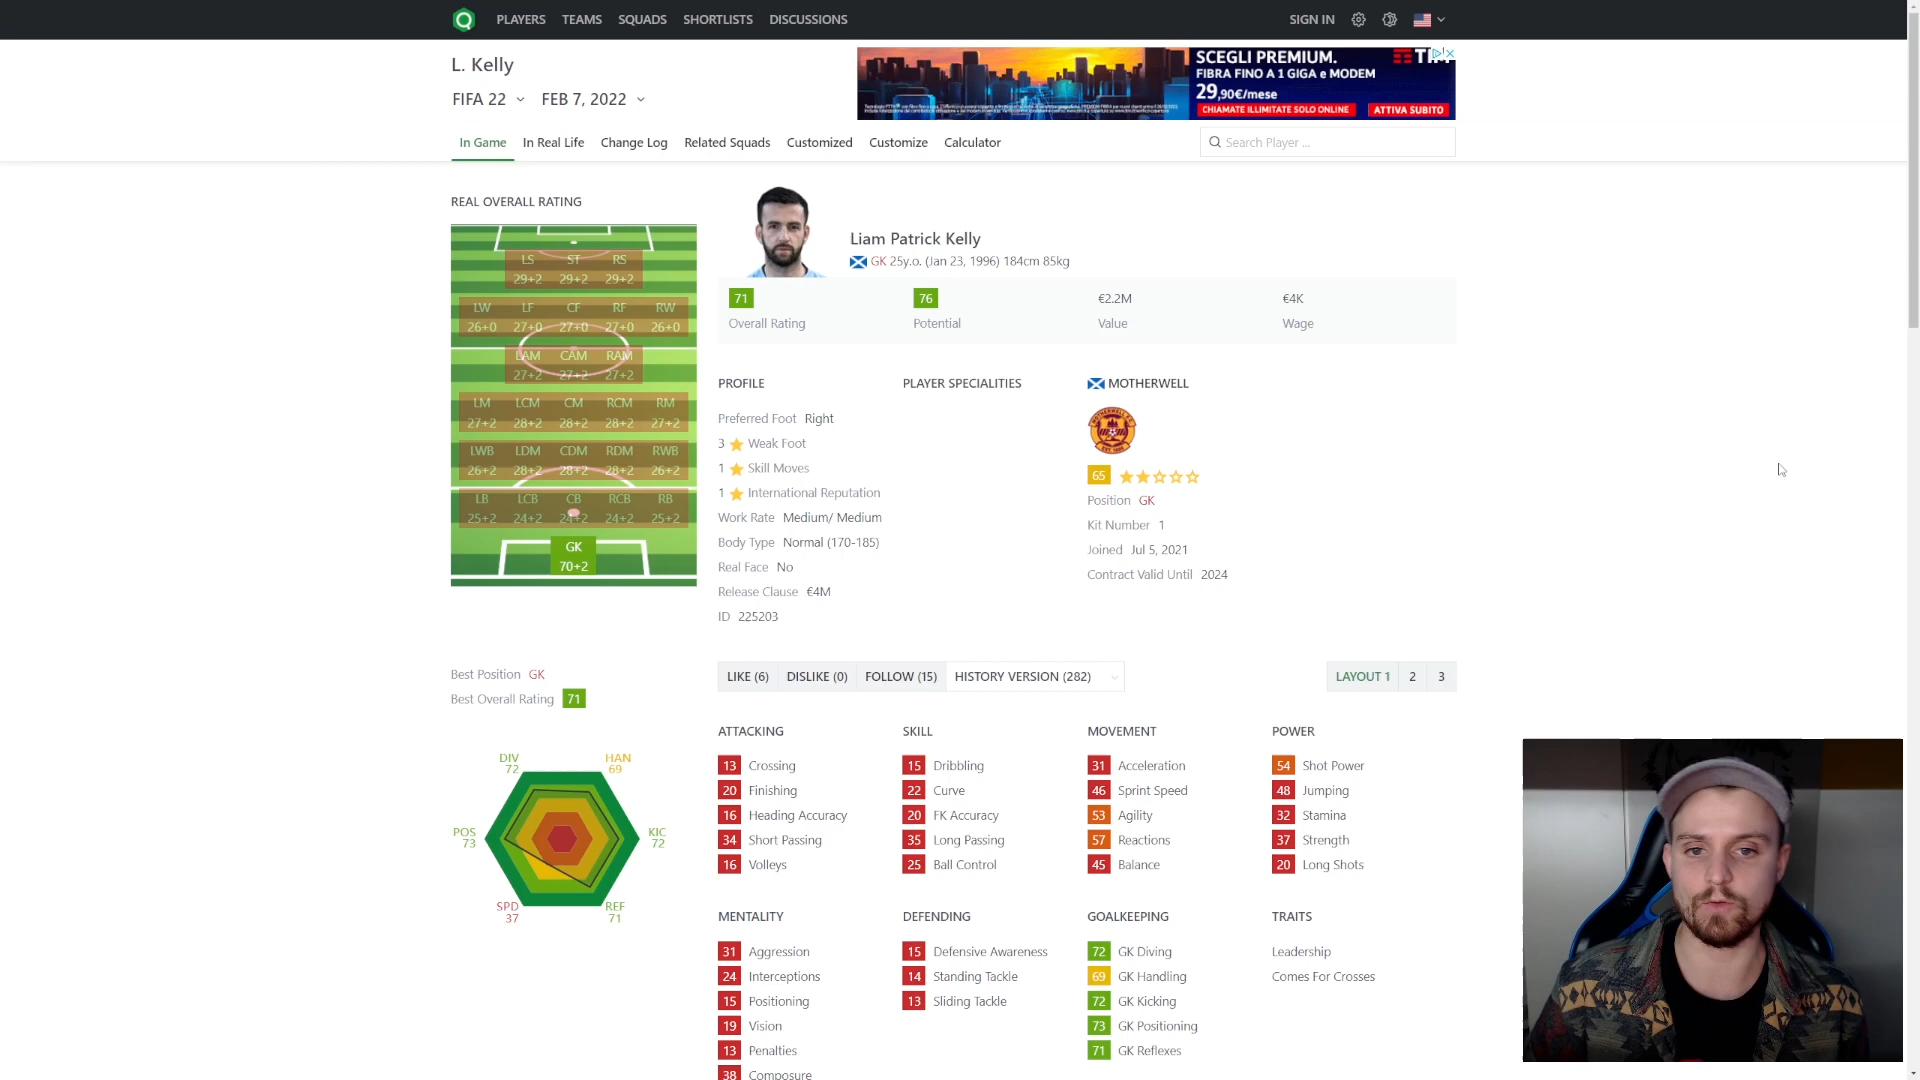 PLAYERS TEAMS SQUADS SHORTLISTS DISCUSSIONS SIGN IN
L. Kelly
FIFA 22 FEB 7, 2022
SCEGLI PREMIUM.
FIBRA FINO A 1 GIGA e MODEM
29,90€/mese
CHIAMATE ILLIMITATE SOLO ONLINE ATTIVA SUBITO
In Game In Real Life Change Log Related Squads Customized Customize Calculator Search Player ...
REAL OVERALL RATING
LS ST RS
29+2 29+2 29+2
LW LF CF RF RW
26+0 27+0 27+0 27+0 26+0
LAM CAM RAM
27+2 27+2 27+2
LM LCM CM RCM RM
27+2 28+2 28+2 28+2 27+2
LWB LDM CDM RDM RWB
26+2 28+2 28+2 28+2 26+2
LB LCB CB RCB RB
25+2 24+2 24+2 24+2 25+2
GK
70+2
Liam Patrick Kelly
GK 25y.o. (Jan 23, 1996) 184cm 85kg
71 76 €2.2M €4K
Overall Rating Potential Value Wage
PROFILE
Preferred Foot Right
3 Weak Foot
1 Skill Moves
1 International Reputation
Work Rate Medium/ Medium
Body Type Normal (170-185)
Real Face No
Release Clause €4M
ID 225203
PLAYER SPECIALITIES
MOTHERWELL
65
Position GK
Kit Number 1
Joined Jul 5, 2021
Contract Valid Until 2024
Best Position GK
Best Overall Rating 71
LIKE (6) DISLIKE (0) FOLLOW (15) HISTORY VERSION (282) LAYOUT 1 2 3
DIV
72
HAN
69
POS
73
KIC
72
SPD
37
REF
71
ATTACKING
13 Crossing
20 Finishing
16 Heading Accuracy
34 Short Passing
16 Volleys
SKILL
15 Dribbling
22 Curve
20 FK Accuracy
35 Long Passing
25 Ball Control
MOVEMENT
31 Acceleration
46 Sprint Speed
53 Agility
57 Reactions
45 Balance
POWER
54 Shot Power
48 Jumping
32 Stamina
37 Strength
20 Long Shots
MENTALITY
31 Aggression
24 Interceptions
15 Positioning
19 Vision
13 Penalties
38 Composure
DEFENDING
15 Defensive Awareness
14 Standing Tackle
13 Sliding Tackle
GOALKEEPING
72 GK Diving
69 GK Handling
72 GK Kicking
73 GK Positioning
71 GK Reflexes
TRAITS
Leadership
Comes For Crosses